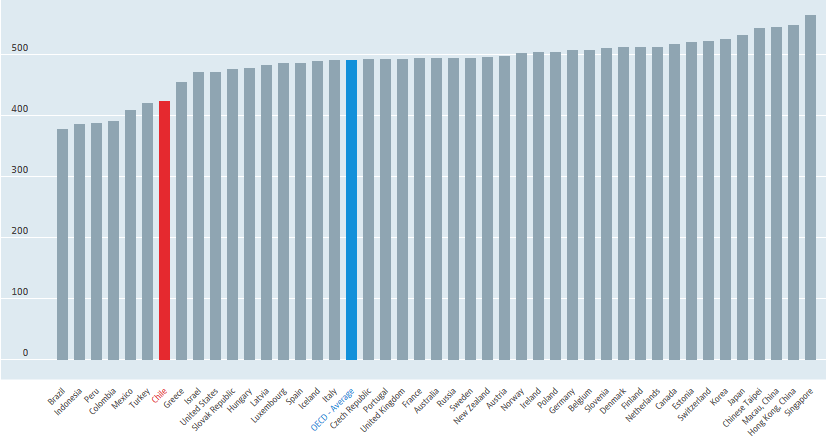 500
400
300
200
100
0
Brazil
Indonesia
Peru
Colombia
Mexico
Turkey
Chile
Greece
Israel
United States
Slovak Republic
Hungary
Latvia
Luxembourg
Spain
Iceland
Italy
OECD - Average
Czech Republic
Portugal
United Kingdom
France
Australia
Russia
Sweden
New Zealand
Austria
Norway
Ireland
Poland
Germany
Belgium
Slovenia
Denmark
Finland
Netherlands
Canada
Estonia
Switzerland
Korea
Japan
Chinese Taipei
Macau, China
Hong Kong, China
Singapore